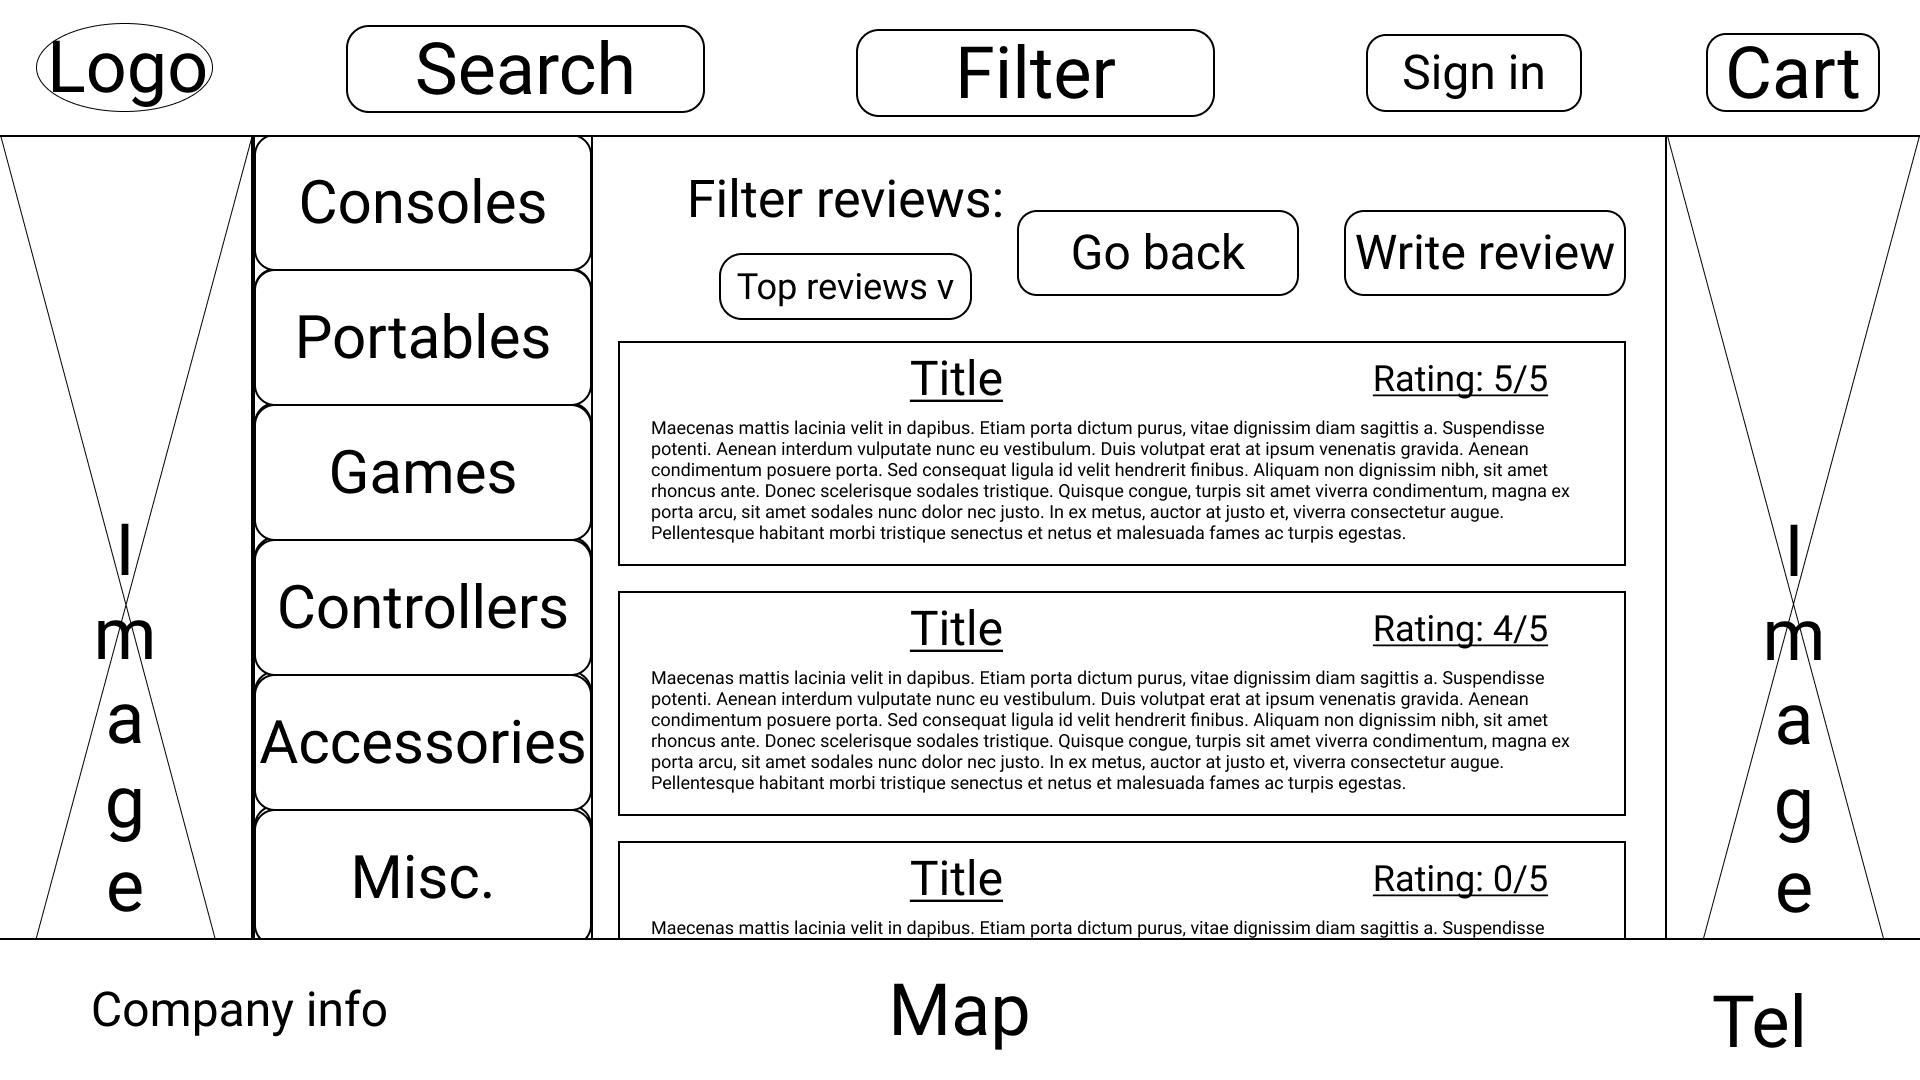 Logo
Search
Filter
Sign in
Cart
Image
Consoles
Portables
Games
Controllers
Accessories
Misc.
Filter reviews:
Top reviews v
Go back
Write review
Title
Rating: 5/5
Maecenas mattis lacinia velit in dapibus. Etiam porta dictum purus, vitae dignissim diam sagittis a. Suspendisse
potenti. Aenean interdum vulputate nunc eu vestibulum. Duis volutpat erat at ipsum venenatis gravida. Aenean
condimentum posuere porta. Sed consequat ligula id velit hendrerit finibus. Aliquam non dignissim nibh, sit amet
rhoncus ante. Donec scelerisque sodales tristique. Quisque congue, turpis sit amet viverra condimentum, magna ex
porta arcu, sit amet sodales nunc dolor nec justo. In ex metus, auctor at justo et, viverra consectetur augue.
Pellentesque habitant morbi tristique senectus et netus et malesuada fames ac turpis egestas.
Title
Rating: 4/5
Maecenas mattis lacinia velit in dapibus. Etiam porta dictum purus, vitae dignissim diam sagittis a. Suspendisse
potenti. Aenean interdum vulputate nunc eu vestibulum. Duis volutpat erat at ipsum venenatis gravida. Aenean
condimentum posuere porta. Sed consequat ligula id velit hendrerit finibus. Aliquam non dignissim nibh, sit amet
rhoncus ante. Donec scelerisque sodales tristique. Quisque congue, turpis sit amet viverra condimentum, magna ex
porta arcu, sit amet sodales nunc dolor nec justo. In ex metus, auctor at justo et, viverra consectetur augue.
Pellentesque habitant morbi tristique senectus et netus et malesuada fames ac turpis egestas.
Title
Rating: 0/5
Maecenas mattis lacinia velit in dapibus. Etiam porta dictum purus, vitae dignissim diam sagittis a. Suspendisse
Image
Company info
Map
Tel